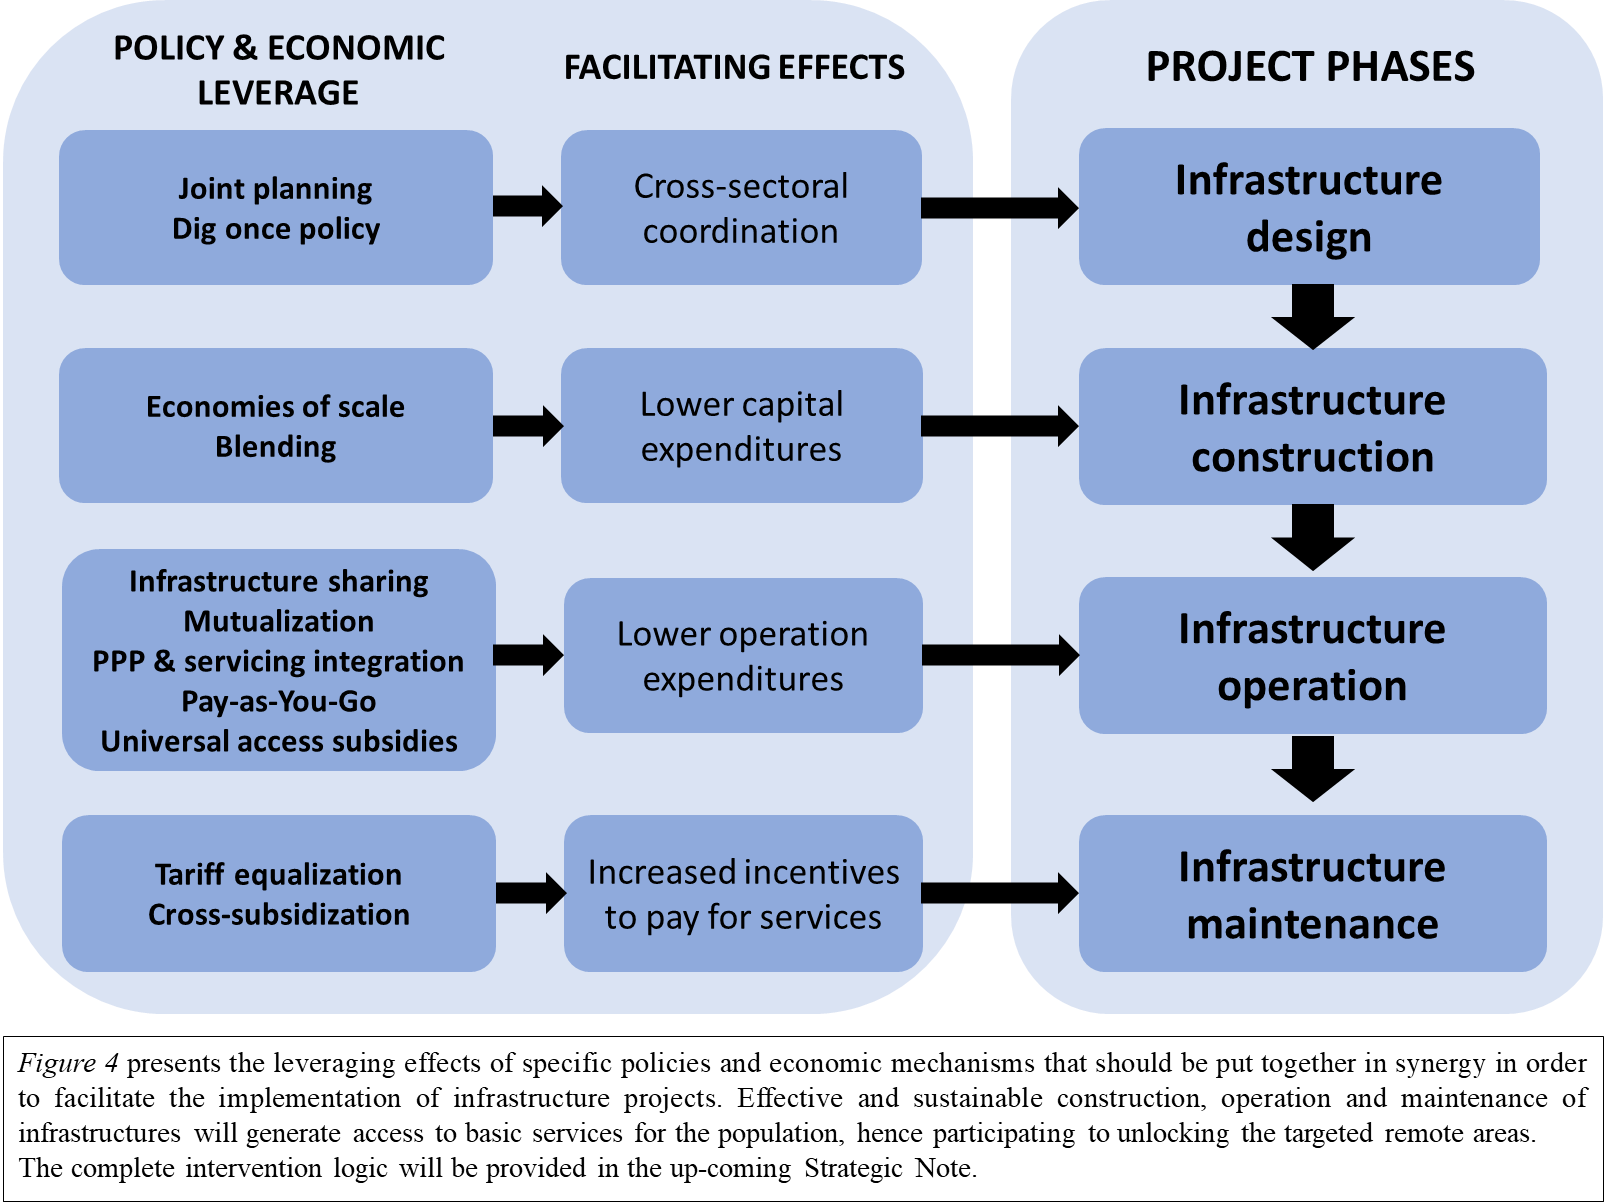 POLICY & ECONOMIC
LEVERAGE
FACILITATING EFFECTS
PROJECT PHASES
Joint planning
Dig once policy
Cross-sectoral
coordination
Infrastructure
design
Economies of scale
Blending
Lower capital
expenditures
Infrastructure
construction
Infrastructure sharing
Mutualization
PPP & servicing integration
Pay-as-You-Go
Universal access subsidies
Lower operation
expenditures
Infrastructure
operation
Tariff equalization
Cross-subsidization
Increased incentives
to pay for services
Infrastructure
maintenance
Figure 4 presents the leveraging effects of specific policies and economic mechanisms that should be put together in synergy in order
to facilitate the implementation of infrastructure projects. Effective and sustainable construction, operation and maintenance of
infrastructures will generate access to basic services for the population, hence participating to unlocking the targeted remote areas.
The complete intervention logic will be provided in the up-coming Strategic Note.